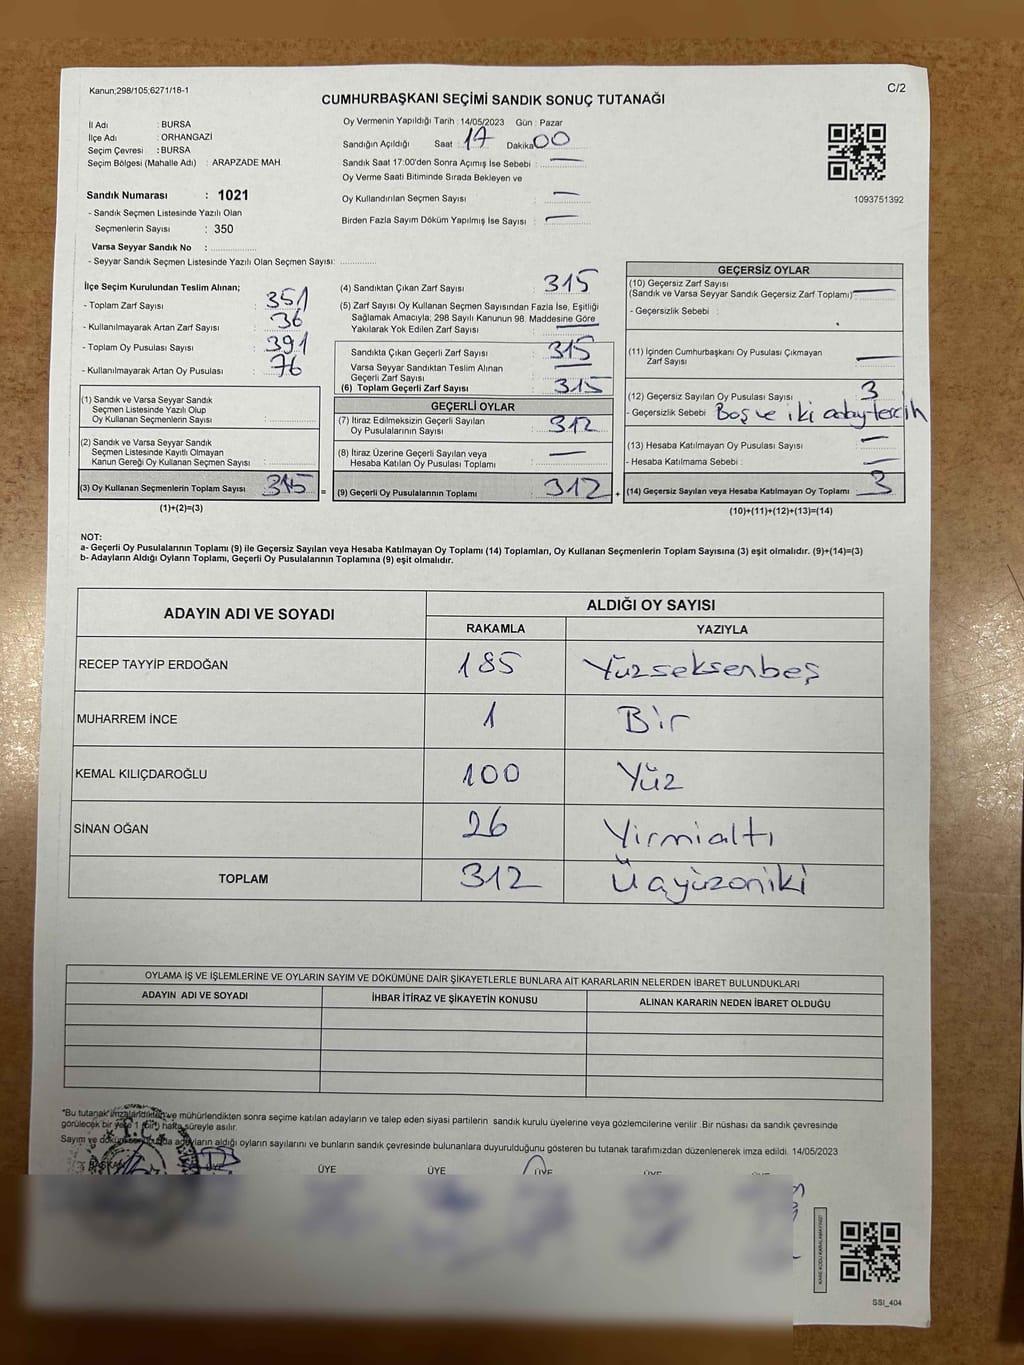 Kanun;298/105;6271/18-1
C/2
CUMHURBAŞKANI SEÇİMİ SANDIK SONUÇ TUTANAĞI
İl Adı : BURSA
İlçe Adı : ORHANGAZİ
Seçim Çevresi : BURSA
Seçim Bölgesi (Mahalle Adı) : ARAPZADE MAH.
Sandık Numarası : 1021
- Sandık Seçmen Listesinde Yazılı Olan
Seçmenlerin Sayısı : 350
Varsa Seyyar Sandık No :
- Seyyar Sandık Seçmen Listesinde Yazılı Olan Seçmen Sayısı:
Oy Vermenin Yapıldığı Tarih : 14/05/2023 Gün : Pazar
Sandığın Açıldığı Saat : 17 Dakika 00
Sandık Saat 17:00'den Sonra Açımış İse Sebebi : —
Oy Verme Saati Bitiminde Sırada Bekleyen ve
Oy Kullandırılan Seçmen Sayısı : —
Birden Fazla Sayım Döküm Yapılmış İse Sayısı : —
1093751392
İlçe Seçim Kurulundan Teslim Alınan;
- Toplam Zarf Sayısı : 351
- Kullanılmayarak Artan Zarf Sayısı : 36
- Toplam Oy Pusulası Sayısı : 391
- Kullanılmayarak Artan Oy Pusulası : 76
(1) Sandık ve Varsa Seyyar Sandık
Seçmen Listesinde Yazılı Olup
Oy Kullanan Seçmenlerin Sayısı :
(2) Sandık ve Varsa Seyyar Sandık
Seçmen Listesinde Kayıtlı Olmayan
Kanun Gereği Oy Kullanan Seçmen Sayısı :
(3) Oy Kullanan Seçmenlerin Toplam Sayısı 315 =
(1)+(2)=(3)
(4) Sandıktan Çıkan Zarf Sayısı : 315
(5) Zarf Sayısı Oy Kullanan Seçmen Sayısından Fazla İse, Eşitliği
Sağlamak Amacıyla; 298 Sayılı Kanunun 98. Maddesine Göre
Yakılarak Yok Edilen Zarf Sayısı : —
Sandıkta Çıkan Geçerli Zarf Sayısı : 315
Varsa Seyyar Sandıktan Teslim Alınan
Geçerli Zarf Sayısı : —
(6) Toplam Geçerli Zarf Sayısı : 315
GEÇERLİ OYLAR
(7) İtiraz Edilmeksizin Geçerli Sayılan
Oy Pusulalarının Sayısı : 312
(8) İtiraz Üzerine Geçerli Sayılan veya
Hesaba Katılan Oy Pusulası Toplamı : —
(9) Geçerli Oy Pusulalarının Toplamı : 312 +
GEÇERSİZ OYLAR
(10) Geçersiz Zarf Sayısı
(Sandık ve Varsa Seyyar Sandık Geçersiz Zarf Toplamı): —
- Geçersizlik Sebebi :
(11) İçinden Cumhurbaşkanı Oy Pusulası Çıkmayan
Zarf Sayısı : —
(12) Geçersiz Sayılan Oy Pusulası Sayısı : 3
- Geçersizlik Sebebi : Boş ve iki aday tercih
(13) Hesaba Katılmayan Oy Pusulası Sayısı : —
- Hesaba Katılmama Sebebi : —
(14) Geçersiz Sayılan veya Hesaba Katılmayan Oy Toplamı : 3
(10)+(11)+(12)+(13)=(14)
NOT:
a- Geçerli Oy Pusulalarının Toplamı (9) ile Geçersiz Sayılan veya Hesaba Katılmayan Oy Toplamı (14) Toplamları, Oy Kullanan Seçmenlerin Toplam Sayısına (3) eşit olmalıdır. (9)+(14)=(3)
b- Adayların Aldığı Oyların Toplamı, Geçerli Oy Pusulalarının Toplamına (9) eşit olmalıdır.
ADAYIN ADI VE SOYADI
ALDIĞI OY SAYISI
RAKAMLA YAZIYLA
RECEP TAYYİP ERDOĞAN 185 Yüzseksenbeş
MUHARREM İNCE 1 Bir
KEMAL KILIÇDAROĞLU 100 Yüz
SİNAN OĞAN 26 Yirmialtı
TOPLAM 312 Üçyüzoniki
OYLAMA İŞ VE İŞLEMLERİNE VE OYLARIN SAYIM VE DÖKÜMÜNE DAİR ŞİKAYETLERLE BUNLARA AİT KARARLARIN NELERDEN İBARET BULUNDUKLARI
ADAYIN ADI VE SOYADI İHBAR İTİRAZ VE ŞİKAYETİN KONUSU ALINAN KARARIN NEDEN İBARET OLDUĞU
"Bu tutanak imzalandıktan ve mühürlendikten sonra seçime katılan adayların ve talep eden siyasi partilerin sandık kurulu üyelerine veya gözlemcilerine verilir .Bir nüshası da sandık çevresinde
görülecek bir yere 1 (bir) hafta süreyle asılır.
Sayım ve döküm adayların aldığı oyların sayılarını ve bunların sandık çevresinde bulunanlara duyurulduğunu gösteren bu tutanak tarafımızdan düzenlenerek imza edildi. 14/05/2023
T.C.
BAŞKAN ÜYE ÜYE ÜYE ÜYE ÜYE ÜYE
KARE KODU KARALAMAYINIZ!
SSI_404